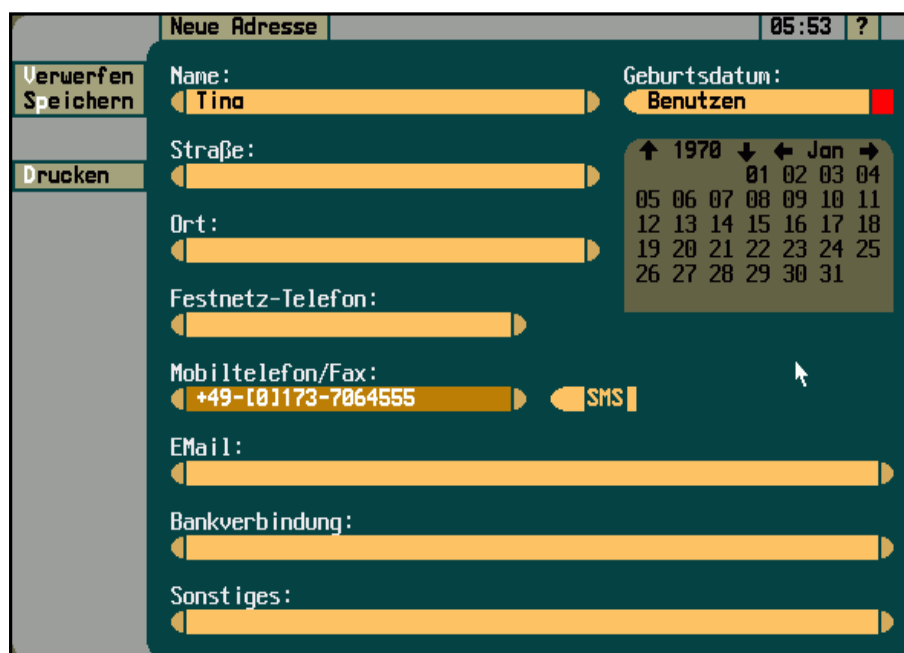 Neue Adresse 05:53 ?
Verwerfen
Speichern
Drucken
Name:
Tina
Geburtsdatum:
Benutzen
1970 Jan
01 02 03 04
05 06 07 08 09 10 11
12 13 14 15 16 17 18
19 20 21 22 23 24 25
26 27 28 29 30 31
Straße:
Ort:
Festnetz-Telefon:
Mobiltelefon/Fax:
+49-[0]173-7064555 SMS
EMail:
Bankverbindung:
Sonstiges: